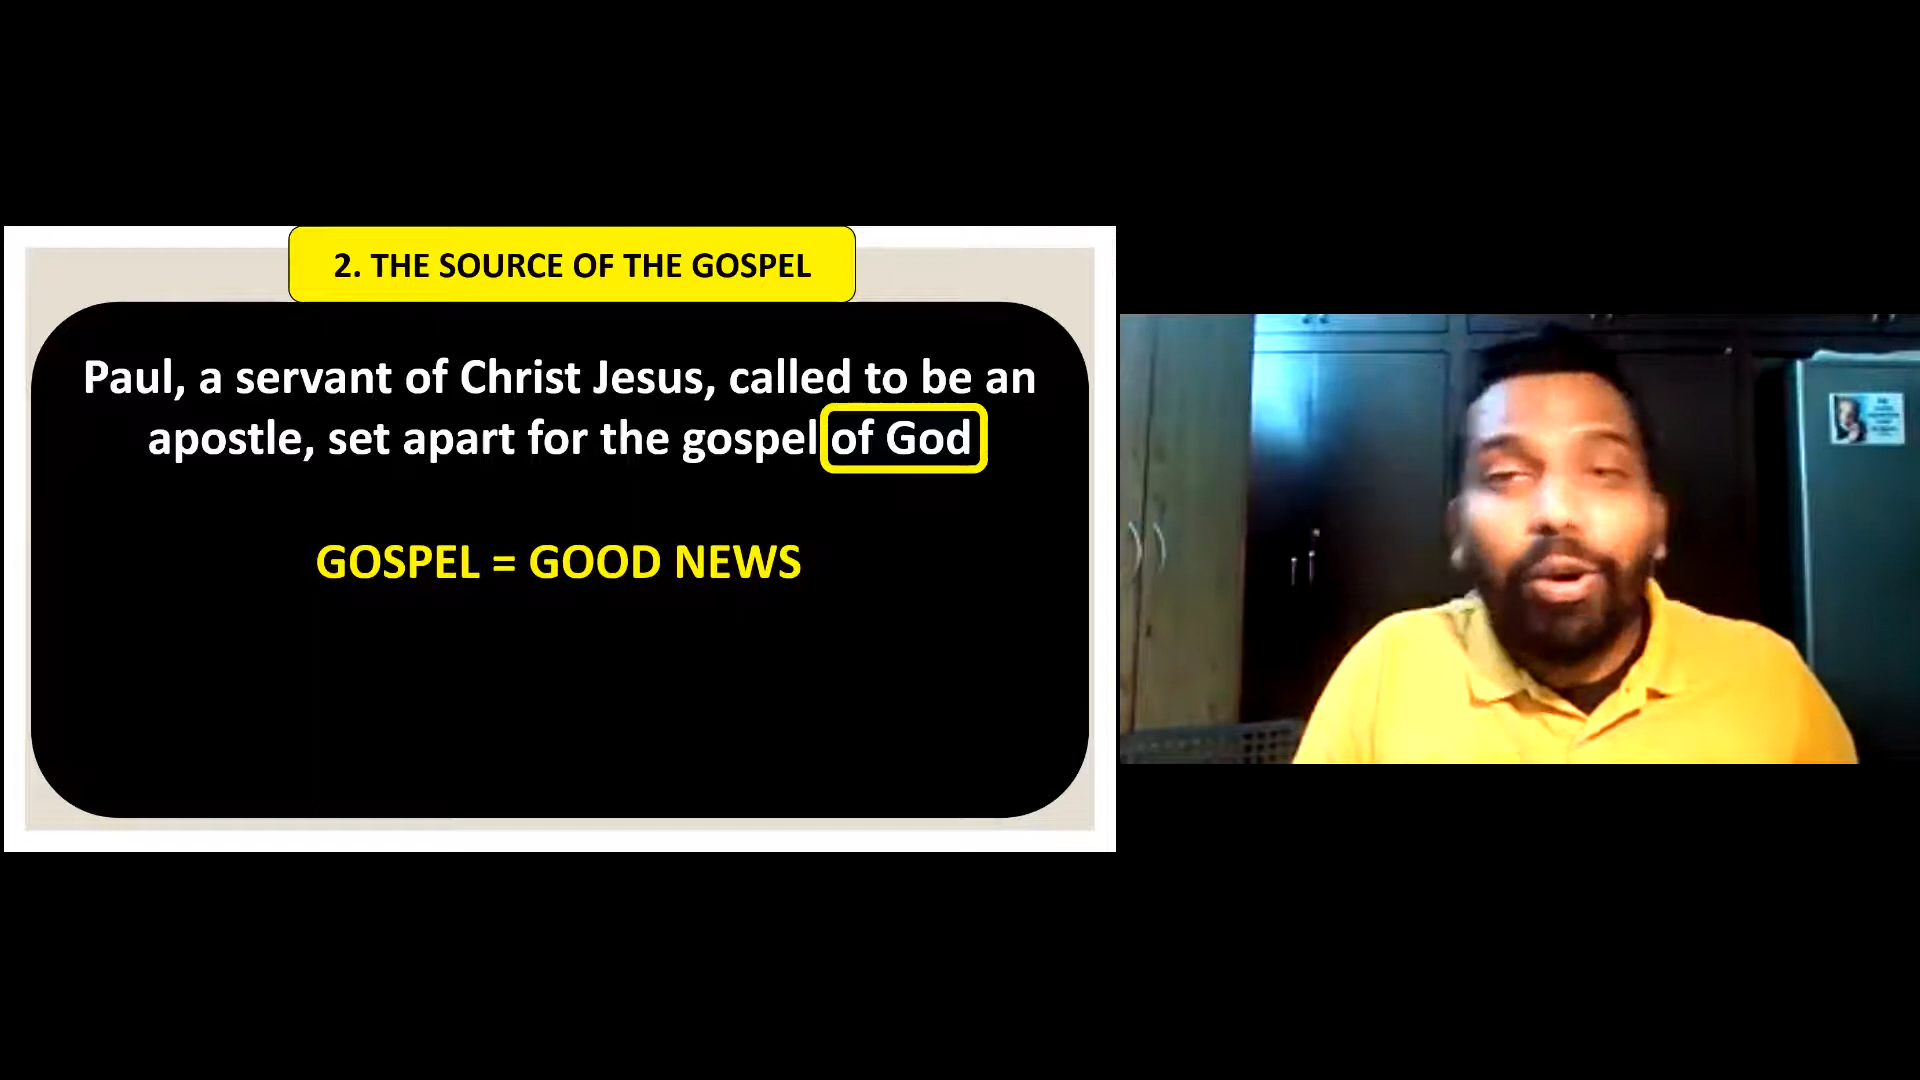 2. THE SOURCE OF THE GOSPEL
Paul, a servant of Christ Jesus, called to be an
apostle, set apart for the gospel of God
GOSPEL = GOOD NEWS